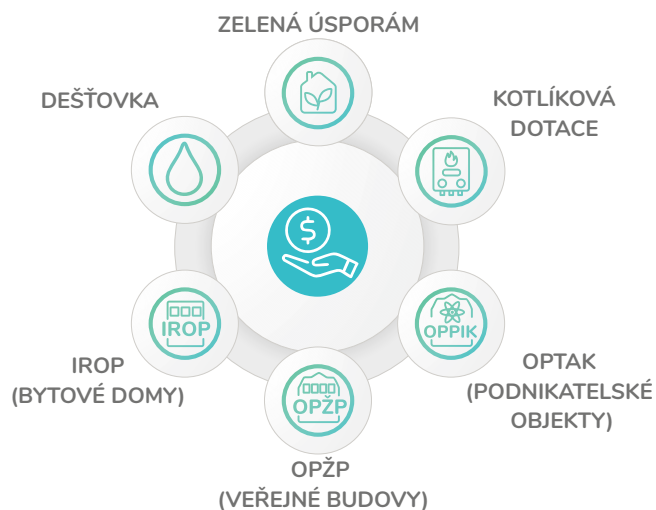 ZELENÁ ÚSPORÁM
DEŠŤOVKA
KOTLÍKOVÁ
DOTACE
$
IROP
OPPIK
IROP
(BYTOVÉ DOMY)
OPTAK
(PODNIKATELSKÉ
OBJEKTY)
OPŽP
OPŽP
(VEŘEJNÉ BUDOVY)